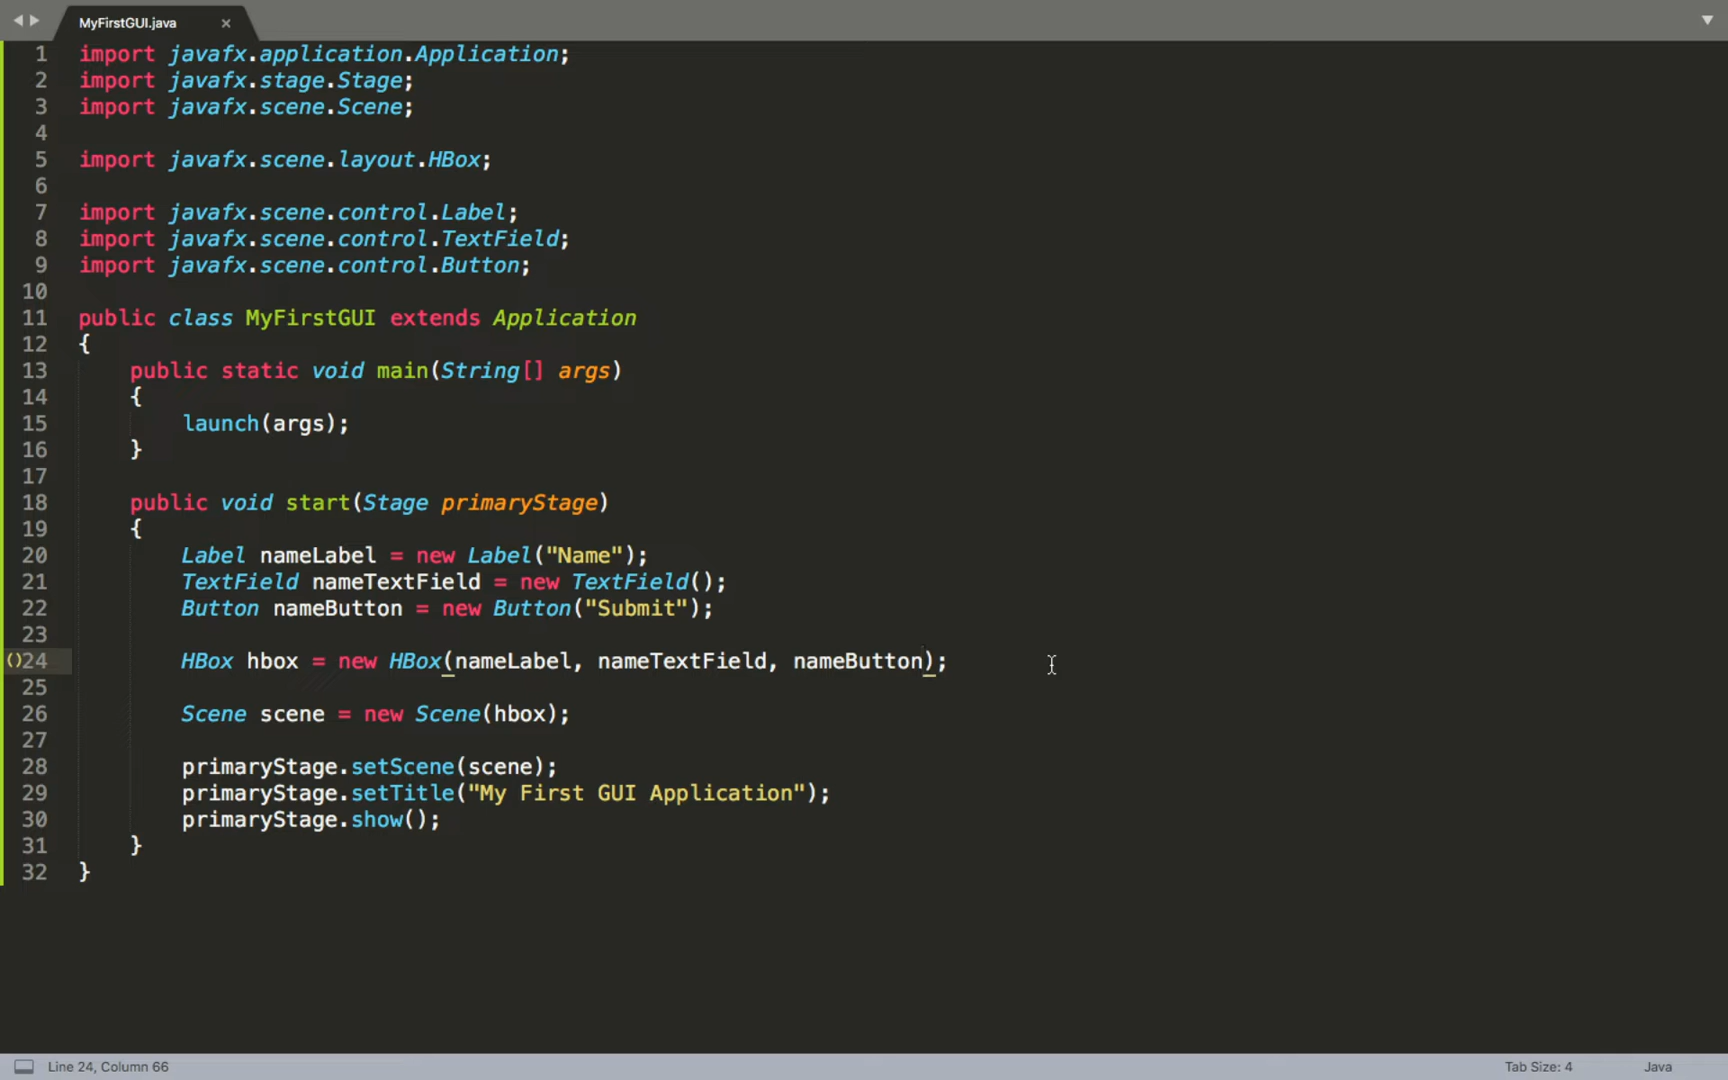 MyFirstGUI.java ×
1 import javafx.application.Application;
2 import javafx.stage.Stage;
3 import javafx.scene.Scene;
4
5 import javafx.scene.layout.HBox;
6
7 import javafx.scene.control.Label;
8 import javafx.scene.control.TextField;
9 import javafx.scene.control.Button;
10
11 public class MyFirstGUI extends Application
12 {
13     public static void main(String[] args)
14     {
15         launch(args);
16     }
17
18     public void start(Stage primaryStage)
19     {
20         Label nameLabel = new Label("Name");
21         TextField nameTextField = new TextField();
22         Button nameButton = new Button("Submit");
23
()24         HBox hbox = new HBox(nameLabel, nameTextField, nameButton);
25
26         Scene scene = new Scene(hbox);
27
28         primaryStage.setScene(scene);
29         primaryStage.setTitle("My First GUI Application");
30         primaryStage.show();
31     }
32 }
Line 24, Column 66 Tab Size: 4 Java